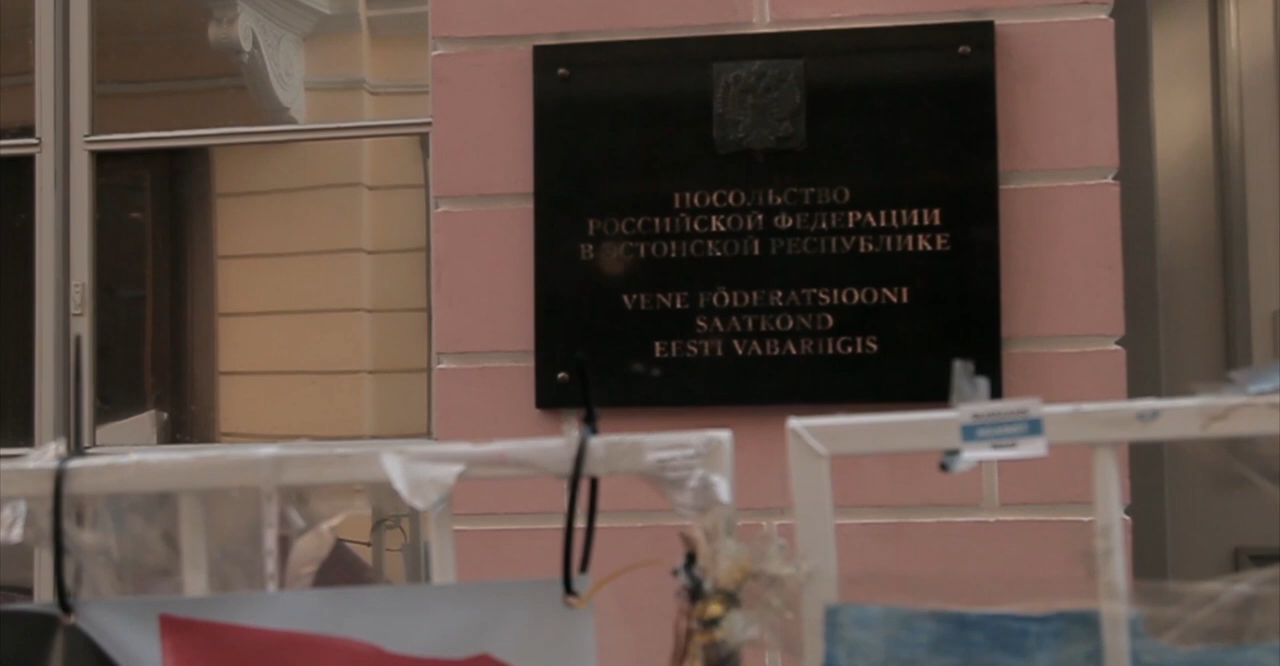 ПОСОЛЬСТВО
РОССИЙСКОЙ ФЕДЕРАЦИИ
В ЭСТОНСКОЙ РЕСПУБЛИКЕ
VENE FÖDERATSIOONI
SAATKOND
EESTI VABARIIGIS